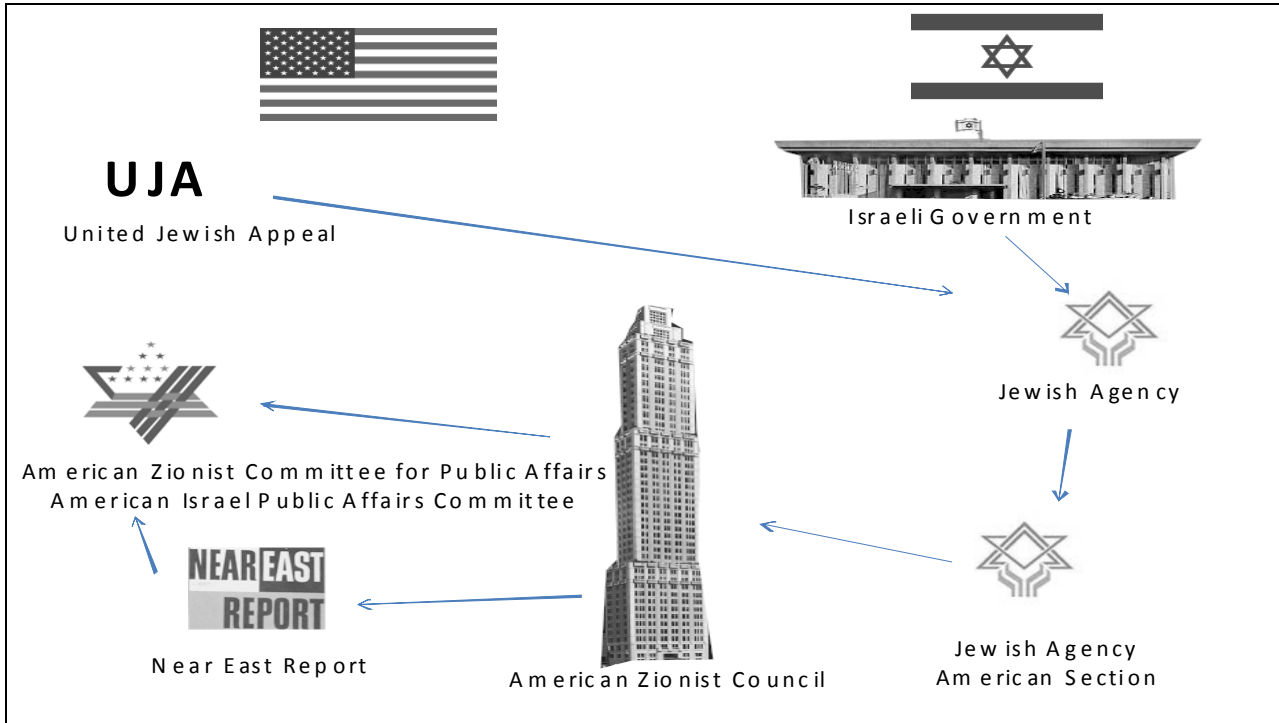 UJA
United Jewish Appeal
Israeli Government
Jewish Agency
American Zionist Committee for Public Affairs
American Israel Public Affairs Committee
NEAR EAST
REPORT
Near East Report
American Zionist Council
Jewish Agency
American Section